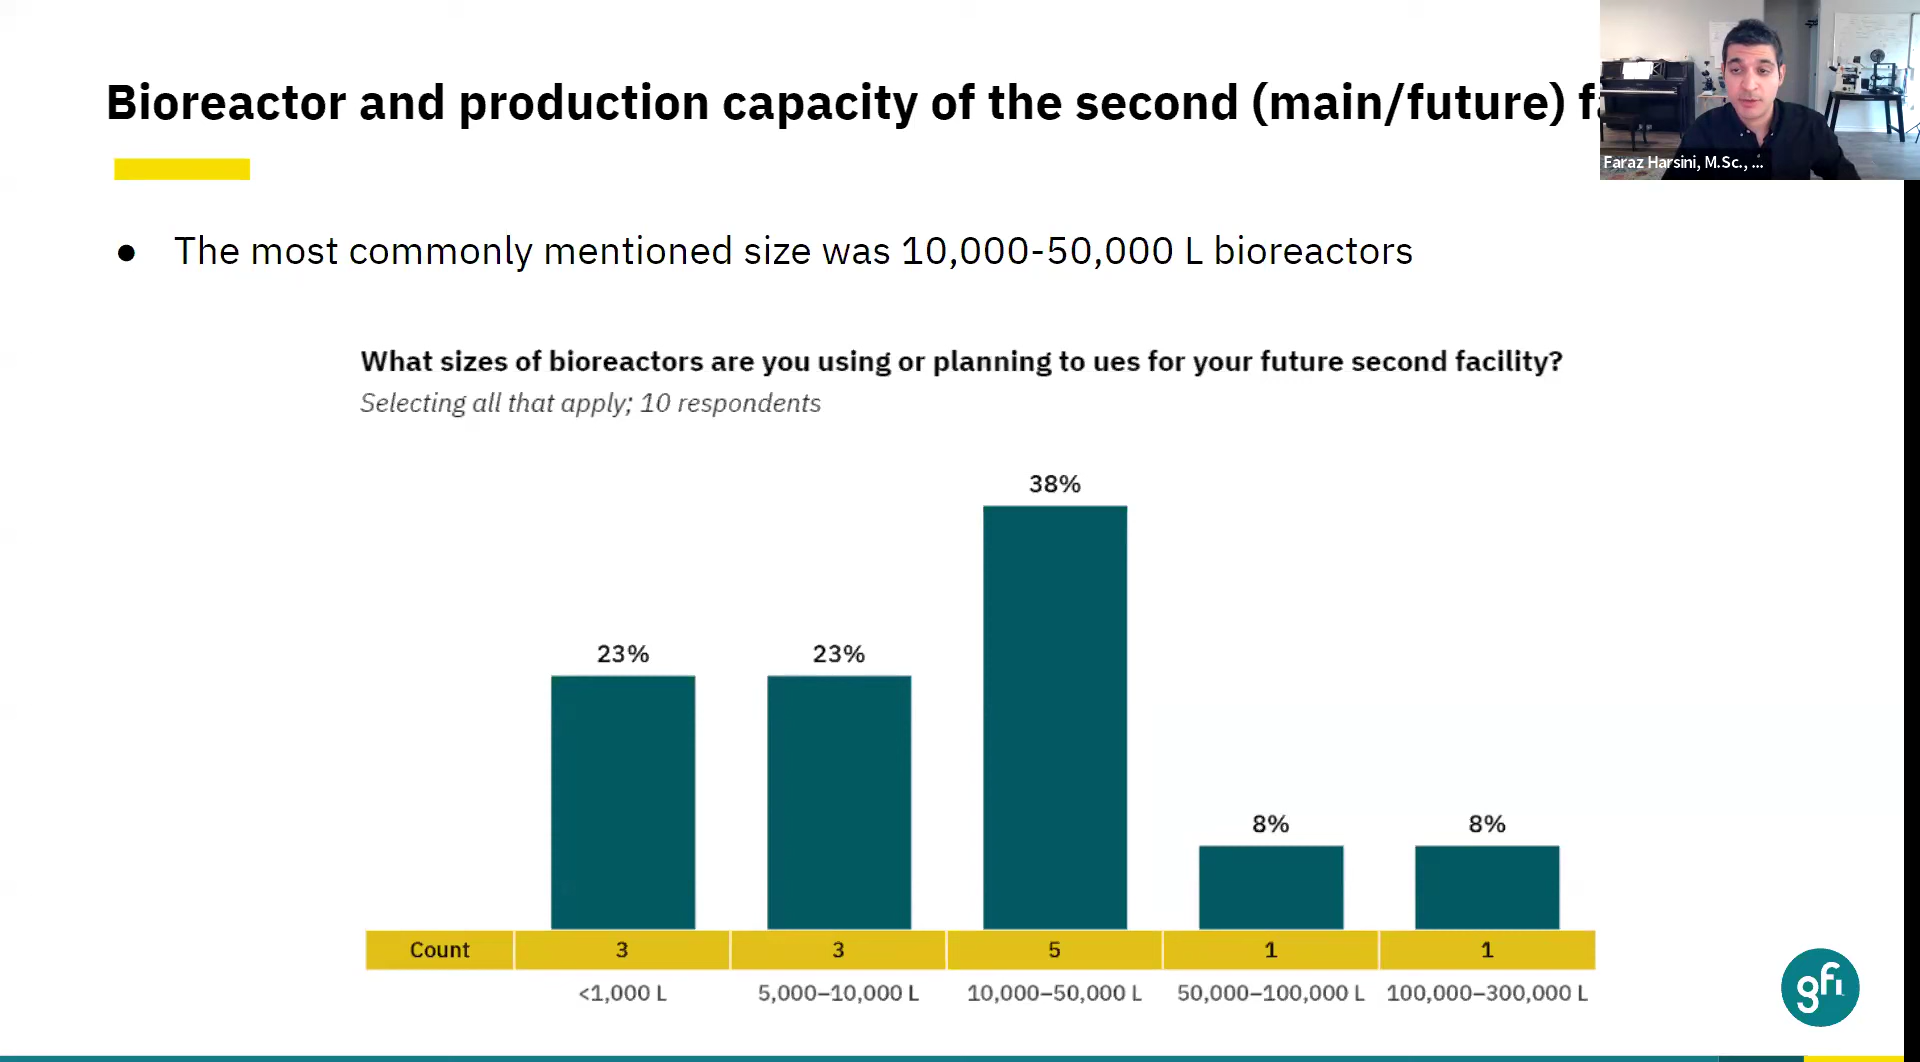 Bioreactor and production capacity of the second (main/future)
Faraz Harsini, M.Sc., ...
● The most commonly mentioned size was 10,000-50,000 L bioreactors
What sizes of bioreactors are you using or planning to ues for your future second facility?
Selecting all that apply; 10 respondents
38%
23% 23%
8% 8%
Count 3 3 5 1 1
<1,000 L 5,000–10,000 L 10,000–50,000 L 50,000–100,000 L 100,000–300,000 L
gfi